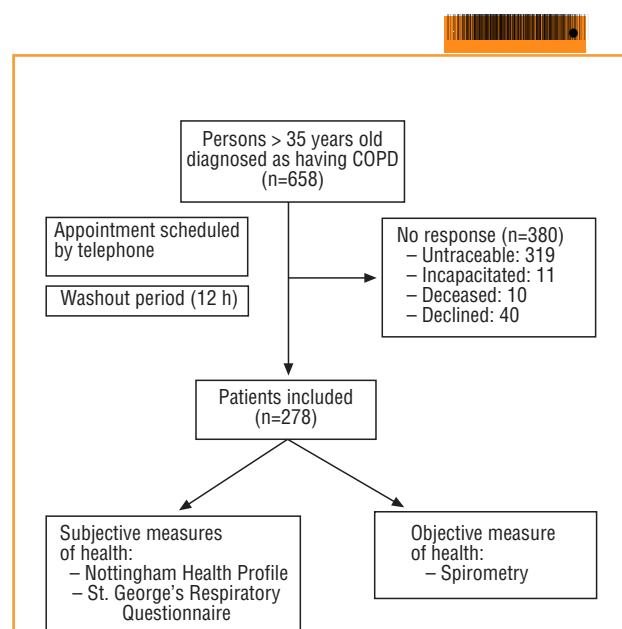 Persons > 35 years old
diagnosed as having COPD
(n=658)
Appointment scheduled
by telephone
Washout period (12 h)
No response (n=380)
– Untraceable: 319
– Incapacitated: 11
– Deceased: 10
– Declined: 40
Patients included
(n=278)
Subjective measures
of health:
– Nottingham Health Profile
– St. George's Respiratory
Questionnaire
Objective measure
of health:
– Spirometry